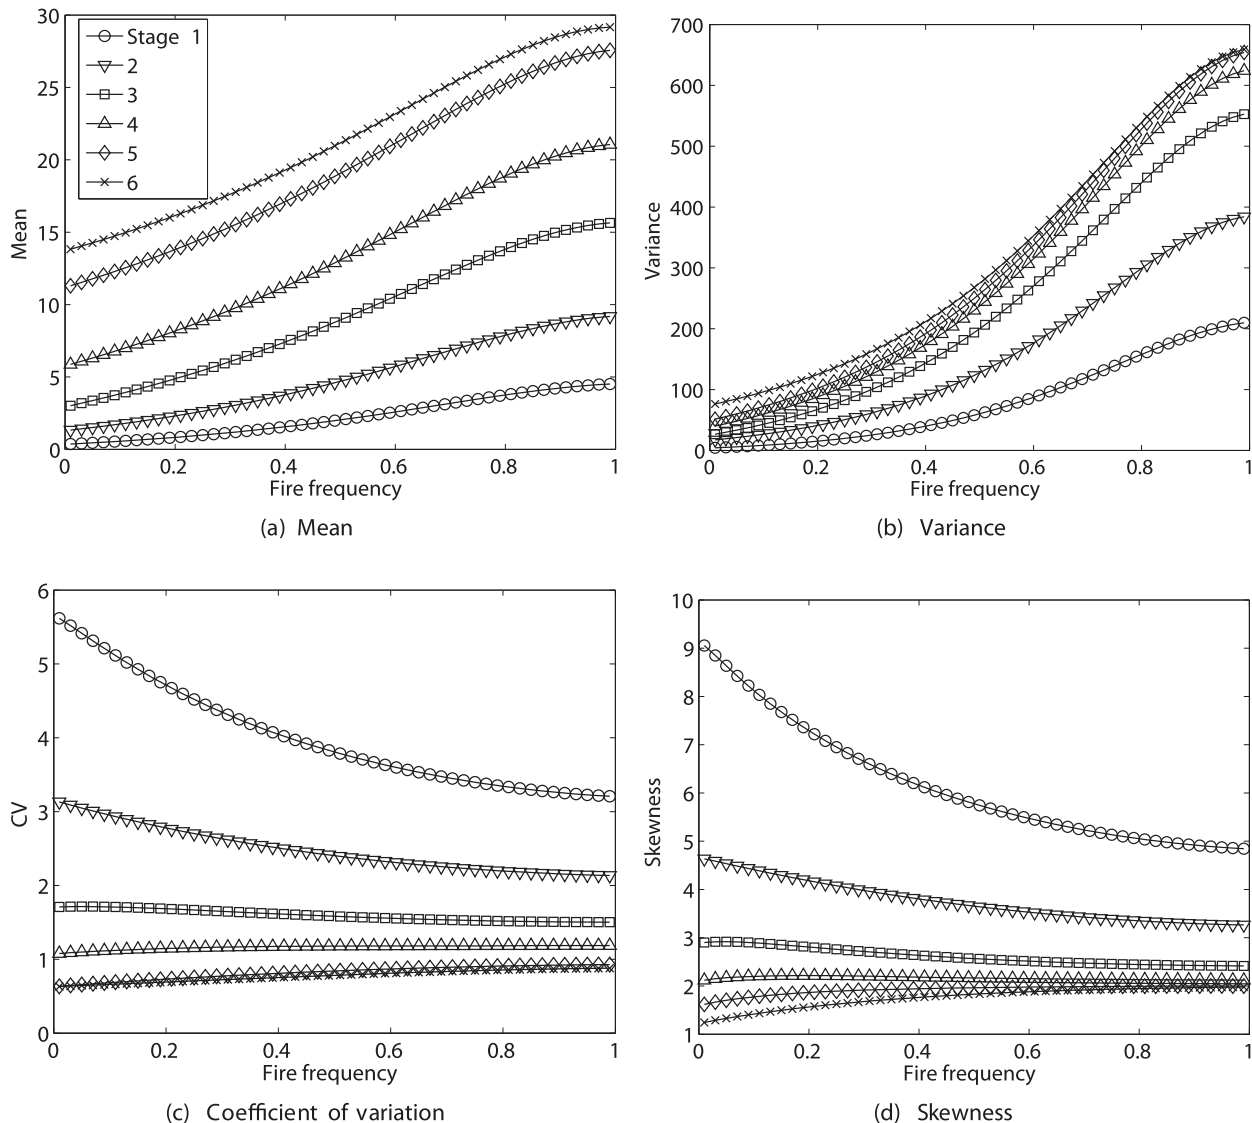 30
25
20
15
10
5
0
Mean
Stage 1
2
3
4
5
6
0 0.2 0.4 0.6 0.8 1
Fire frequency
(a) Mean
700
600
500
400
300
200
100
0
Variance
0 0.2 0.4 0.6 0.8 1
Fire frequency
(b) Variance
6
5
4
3
2
1
0
CV
0 0.2 0.4 0.6 0.8 1
Fire frequency
(c) Coefficient of variation
10
9
8
7
6
5
4
3
2
1
Skewness
0 0.2 0.4 0.6 0.8 1
Fire frequency
(d) Skewness